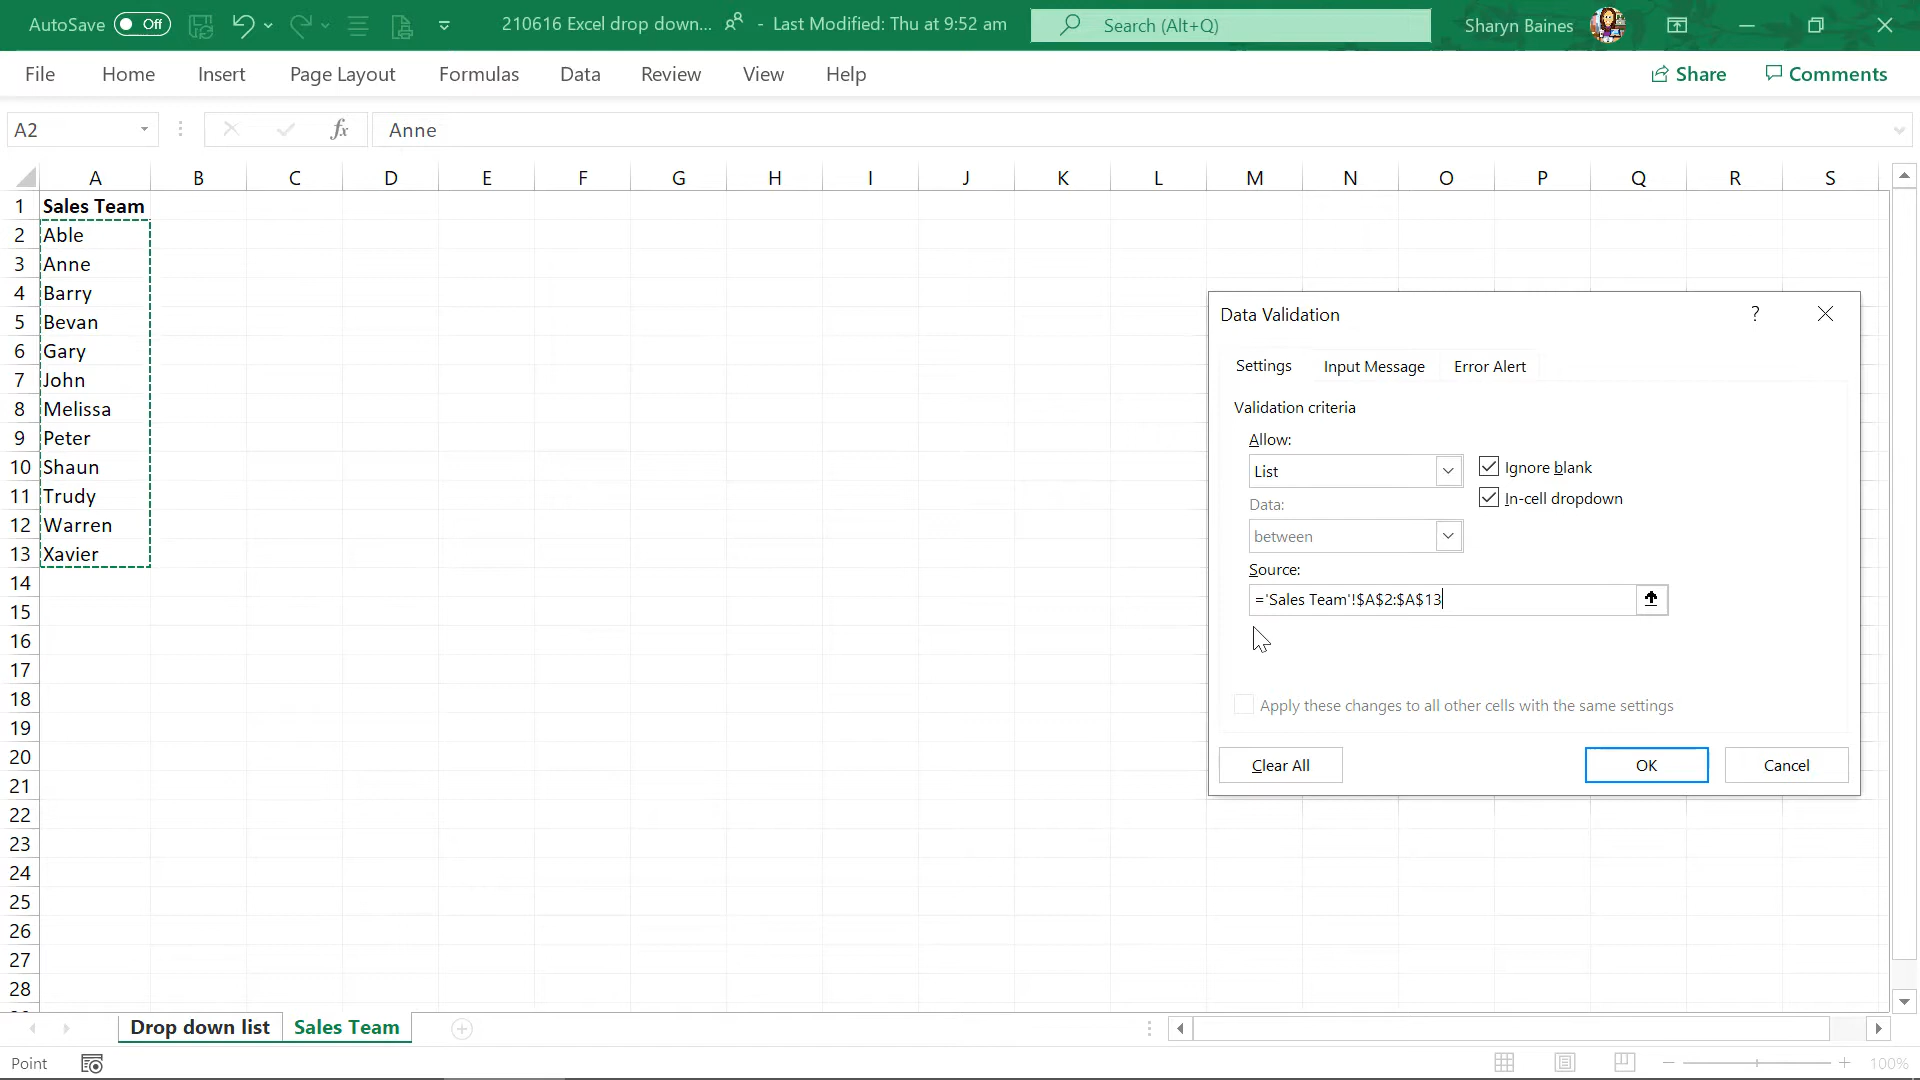 AutoSave Off 210616 Excel drop down... - Last Modified: Thu at 9:52 am Search (Alt+Q) Sharyn Baines
File Home Insert Page Layout Formulas Data Review View Help Share Comments
A2 fx Anne
A B C D E F G H I J K L M N O P Q R S
1 Sales Team
2 Able
3 Anne
4 Barry
5 Bevan
6 Gary
7 John
8 Melissa
9 Peter
10 Shaun
11 Trudy
12 Warren
13 Xavier
14
15
16
17
18
19
20
21
22
23
24
25
26
27
28
Data Validation ?
Settings Input Message Error Alert
Validation criteria
Allow:
List Ignore blank
In-cell dropdown
Data:
between
Source:
='Sales Team'!$A$2:$A$13
Apply these changes to all other cells with the same settings
Clear All OK Cancel
Drop down list Sales Team
Point 100%